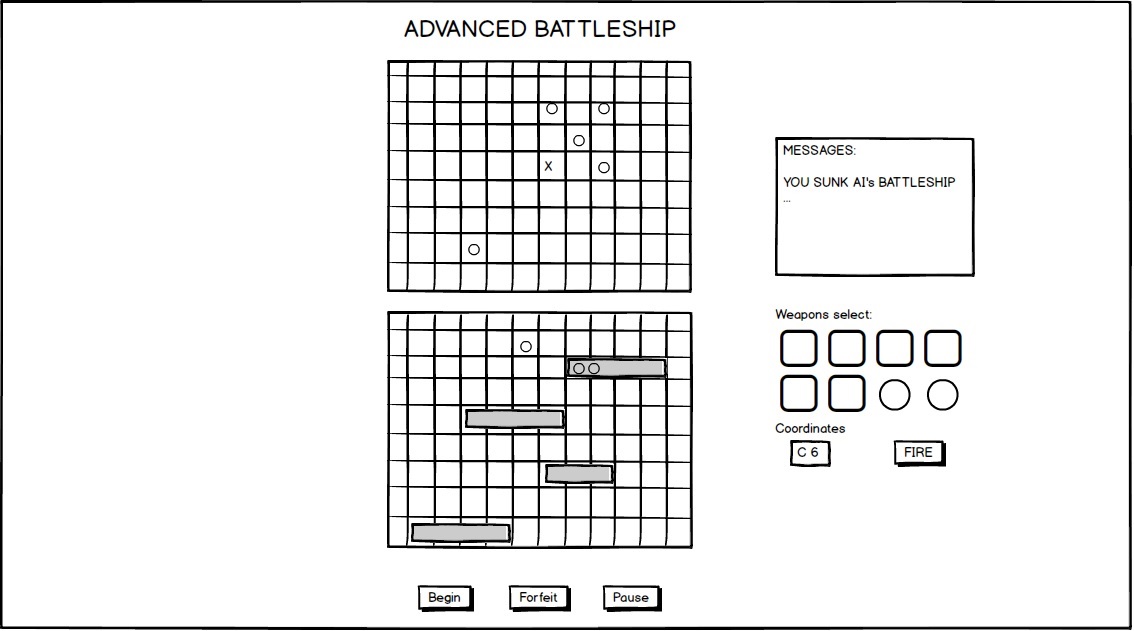 ADVANCED BATTLESHIP
X
MESSAGES:
YOU SUNK AI's BATTLESHIP
...
Weapons select:
Coordinates
C 6
FIRE
Begin
Forfeit
Pause